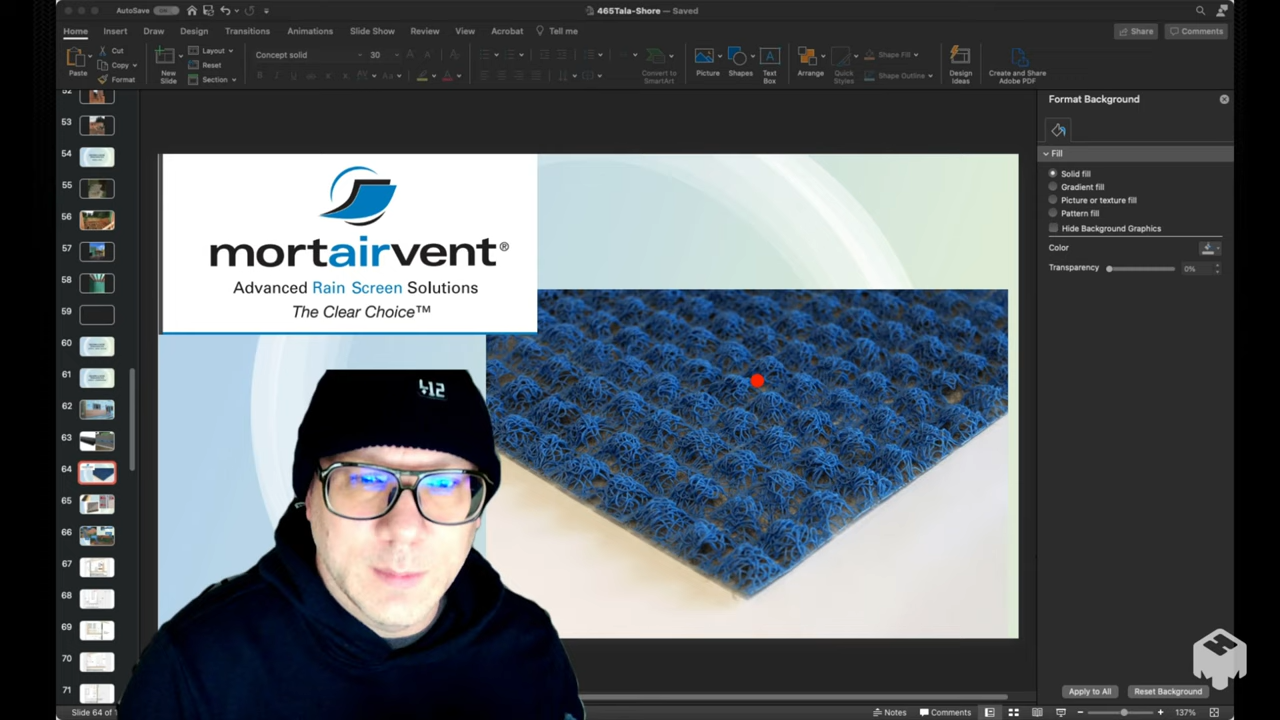 AutoSave
465Tala-Shore — Saved
Home Insert Draw Design Transitions Animations Slide Show Review View Acrobat Tell me
Share Comments
Paste
Cut
Copy
Format
New Slide
Layout
Reset
Section
Concept solid 30
Convert to SmartArt
Picture
Shapes
Text Box
Arrange
Quick Styles
Shape Fill
Shape Outline
Design Ideas
Create and Share Adobe PDF
53
54
55
56
57
58
59
60
61
62
63
64
65
66
67
68
69
70
71
mortairvent®
Advanced Rain Screen Solutions
The Clear Choice™
412
Format Background
Fill
Solid fill
Gradient fill
Picture or texture fill
Pattern fill
Hide Background Graphics
Color
Transparency 0%
Apply to All Reset Background
Slide 64 of 1
Notes Comments 137%